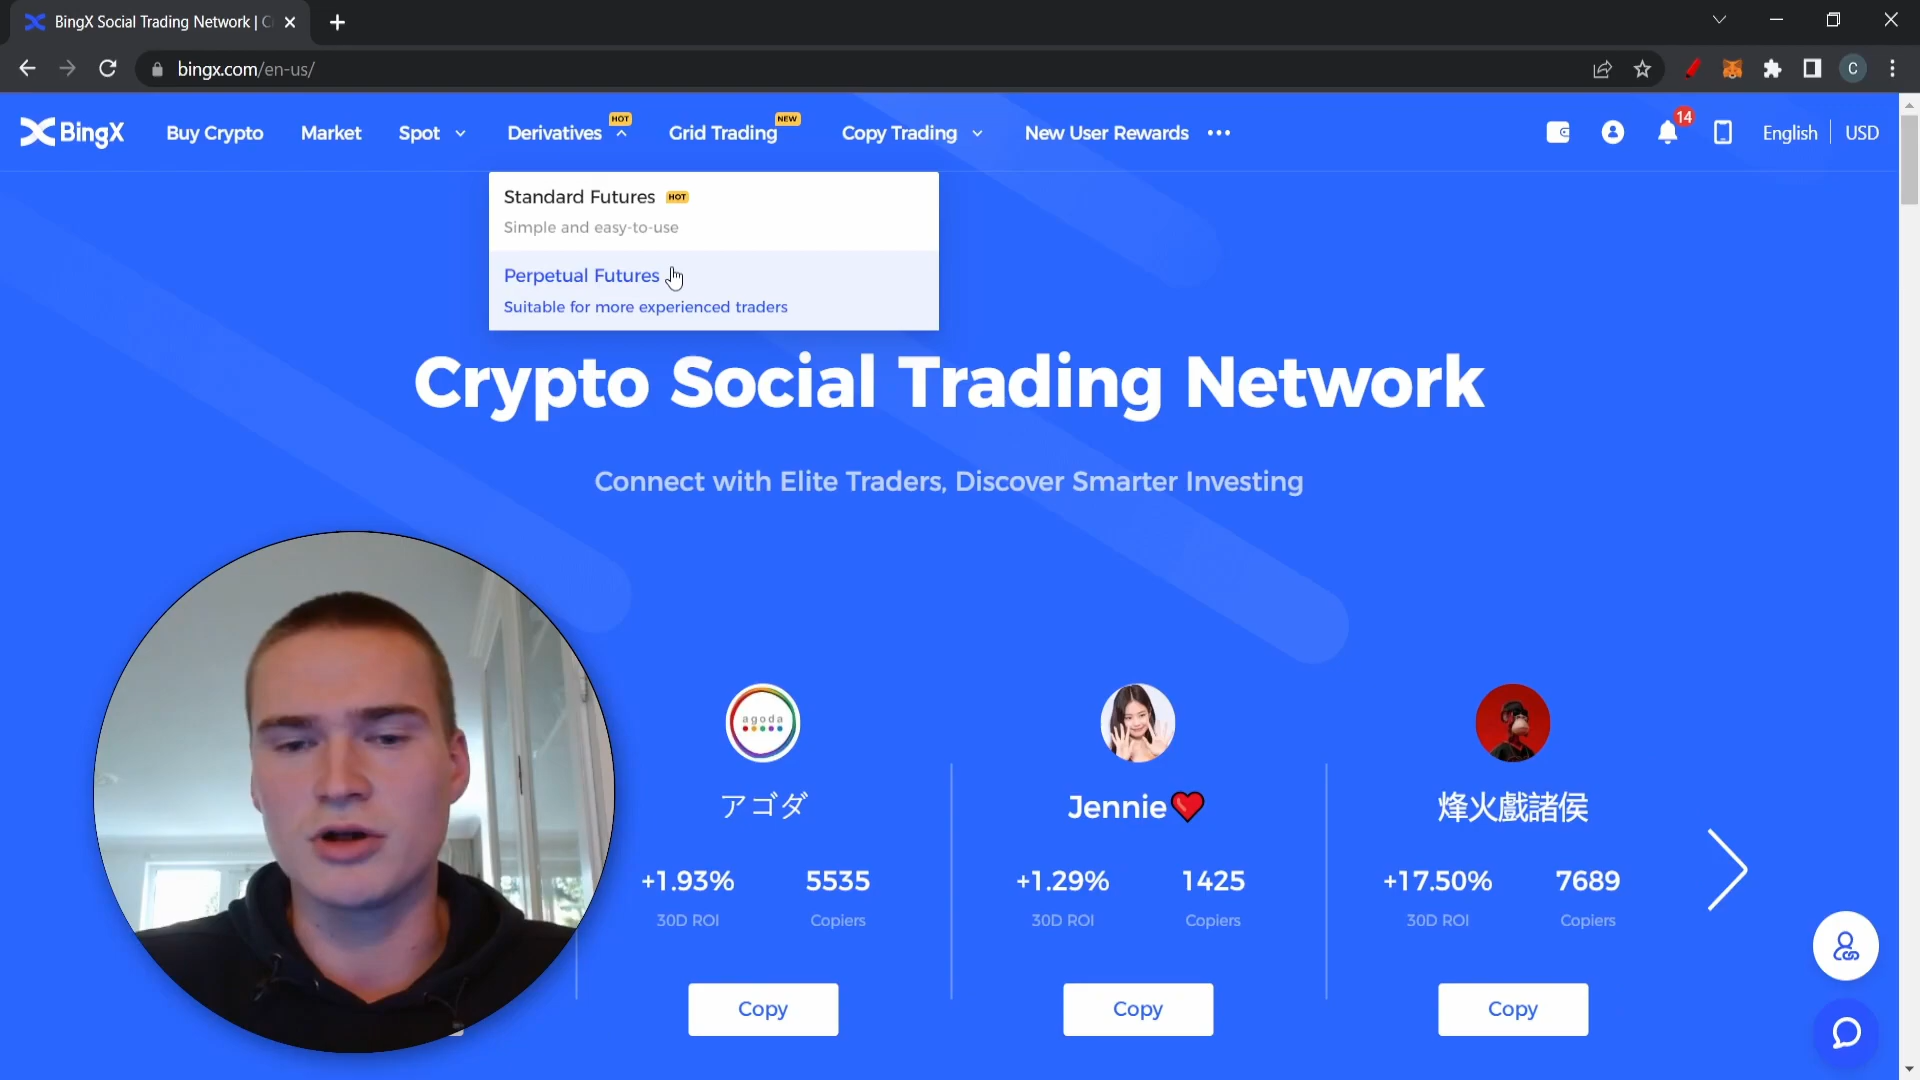 BingX Social Trading Network | C
bingx.com/en-us/
C
BingX
Buy Crypto
Market
Spot
Derivatives
HOT
Grid Trading
NEW
Copy Trading
New User Rewards
14
English
USD
Standard Futures
HOT
Simple and easy-to-use
Perpetual Futures
Suitable for more experienced traders
Crypto Social Trading Network
Connect with Elite Traders, Discover Smarter Investing
agoda
アゴダ
Jennie❤️
烽火戲諸侯
+1.93%
5535
+1.29%
1425
+17.50%
7689
30D ROI
Copiers
30D ROI
Copiers
30D ROI
Copiers
Copy
Copy
Copy